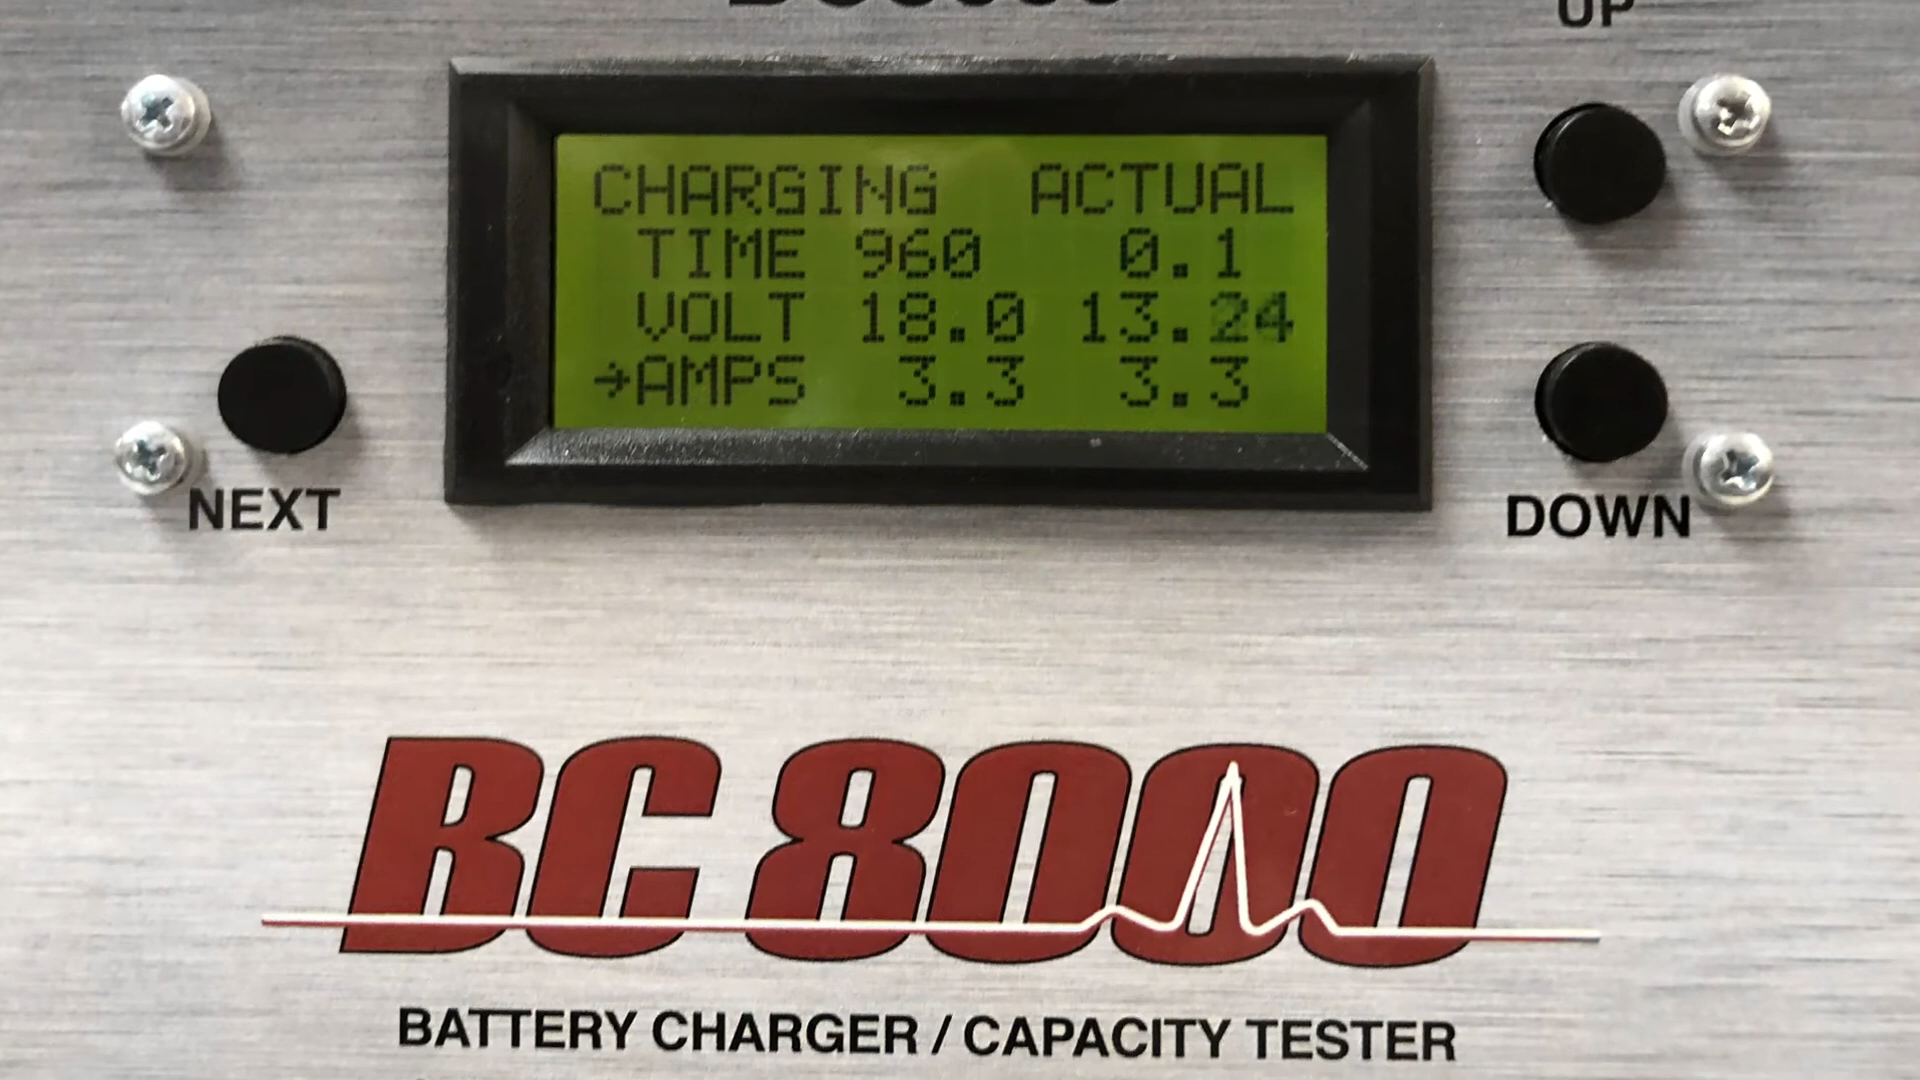 UP
CHARGING ACTUAL
TIME 960 0.1
VOLT 18.0 13.24
→AMPS 3.3 3.3
NEXT
DOWN
BC 8000
BATTERY CHARGER / CAPACITY TESTER